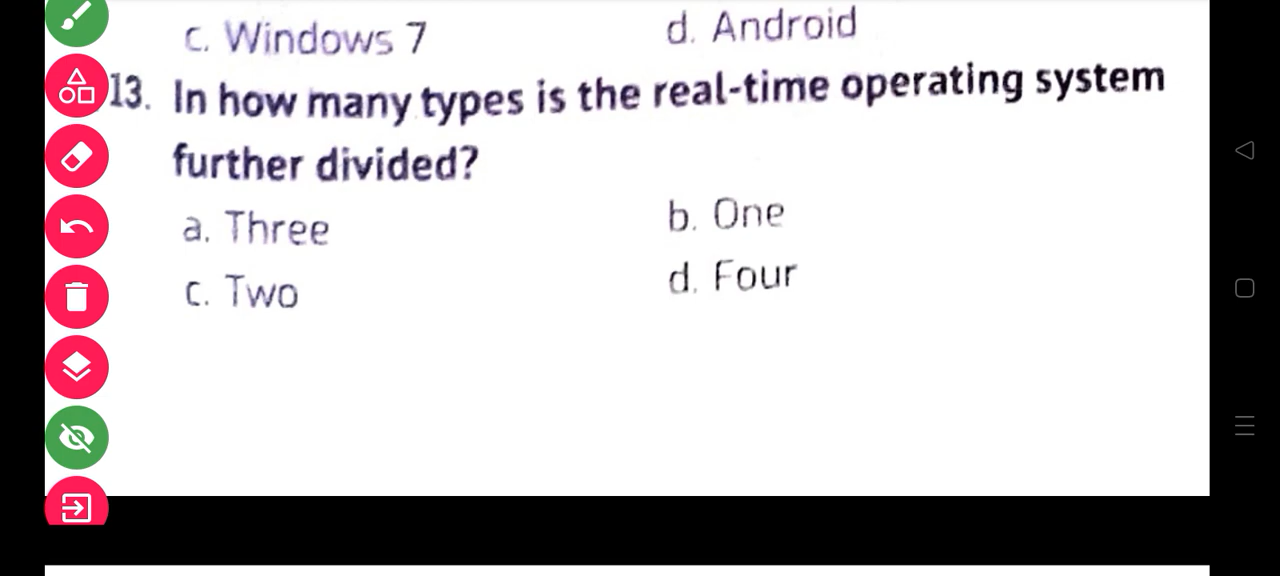 c. Windows 7
d. Android
13. In how many types is the real-time operating system
further divided?
a. Three
b. One
c. Two
d. Four